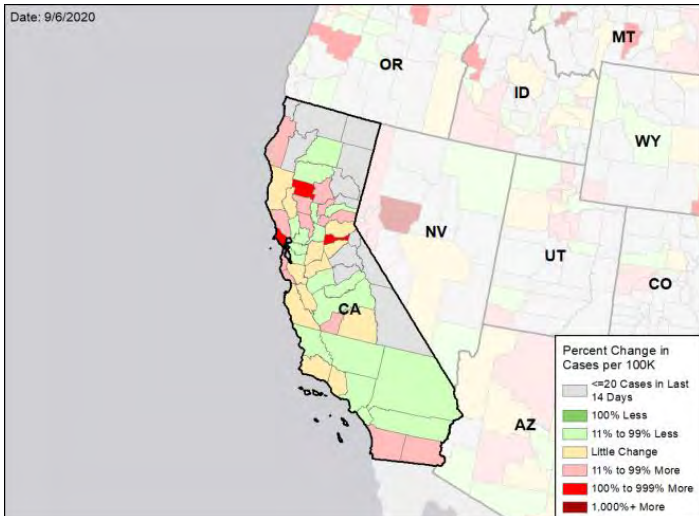 Date: 9/6/2020
MT
OR
ID
WY
NV
UT
CO
CA
AZ
Percent Change in
Cases per 100K
<=20 Cases in Last
14 Days
100% Less
11% to 99% Less
Little Change
11% to 99% More
100% to 999% More
1,000%+ More